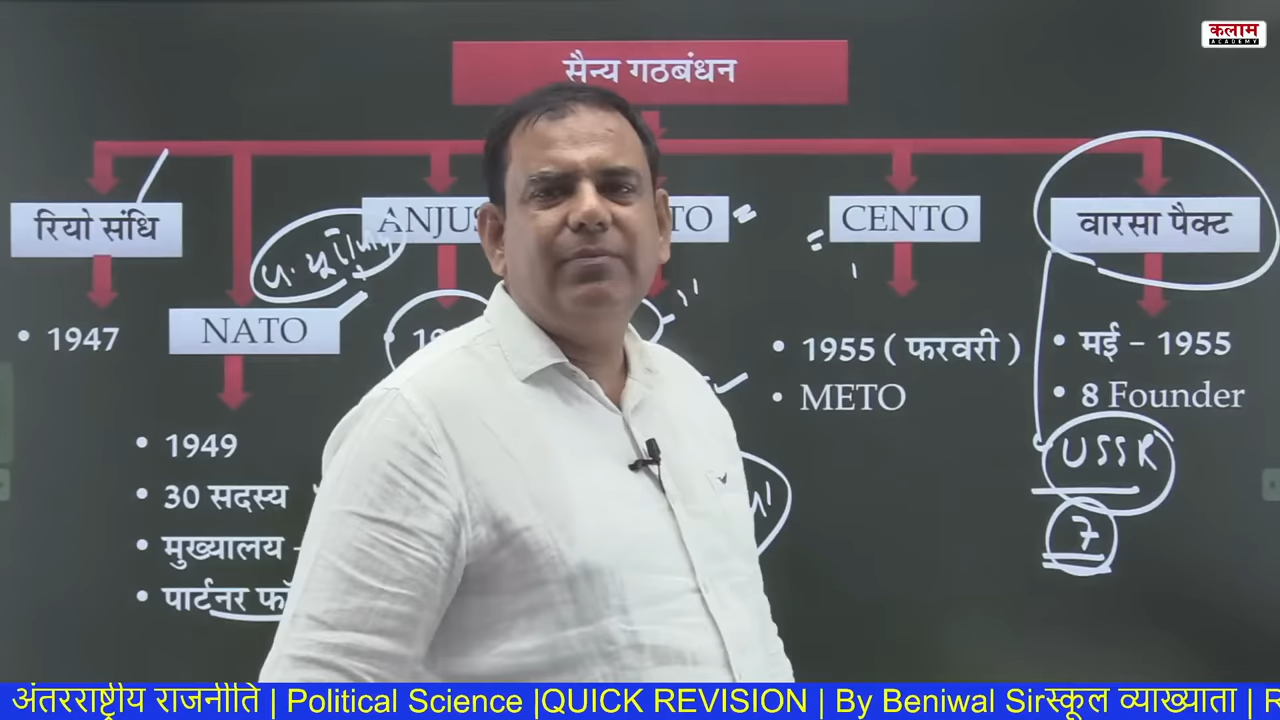 कलाम
ACADEMY
सैन्य गठबंधन
रियो संधि
1947
NATO
1949
30 सदस्य
मुख्यालय -
पार्टनर
ANJUS
TO
CENTO
1955 ( फरवरी )
METO
वारसा पैक्ट
मई - 1955
8 Founder
USSR
7
अंतरराष्ट्रीय राजनीति | Political Science |QUICK REVISION | By Beniwal Sirस्कूल व्याख्याता | R